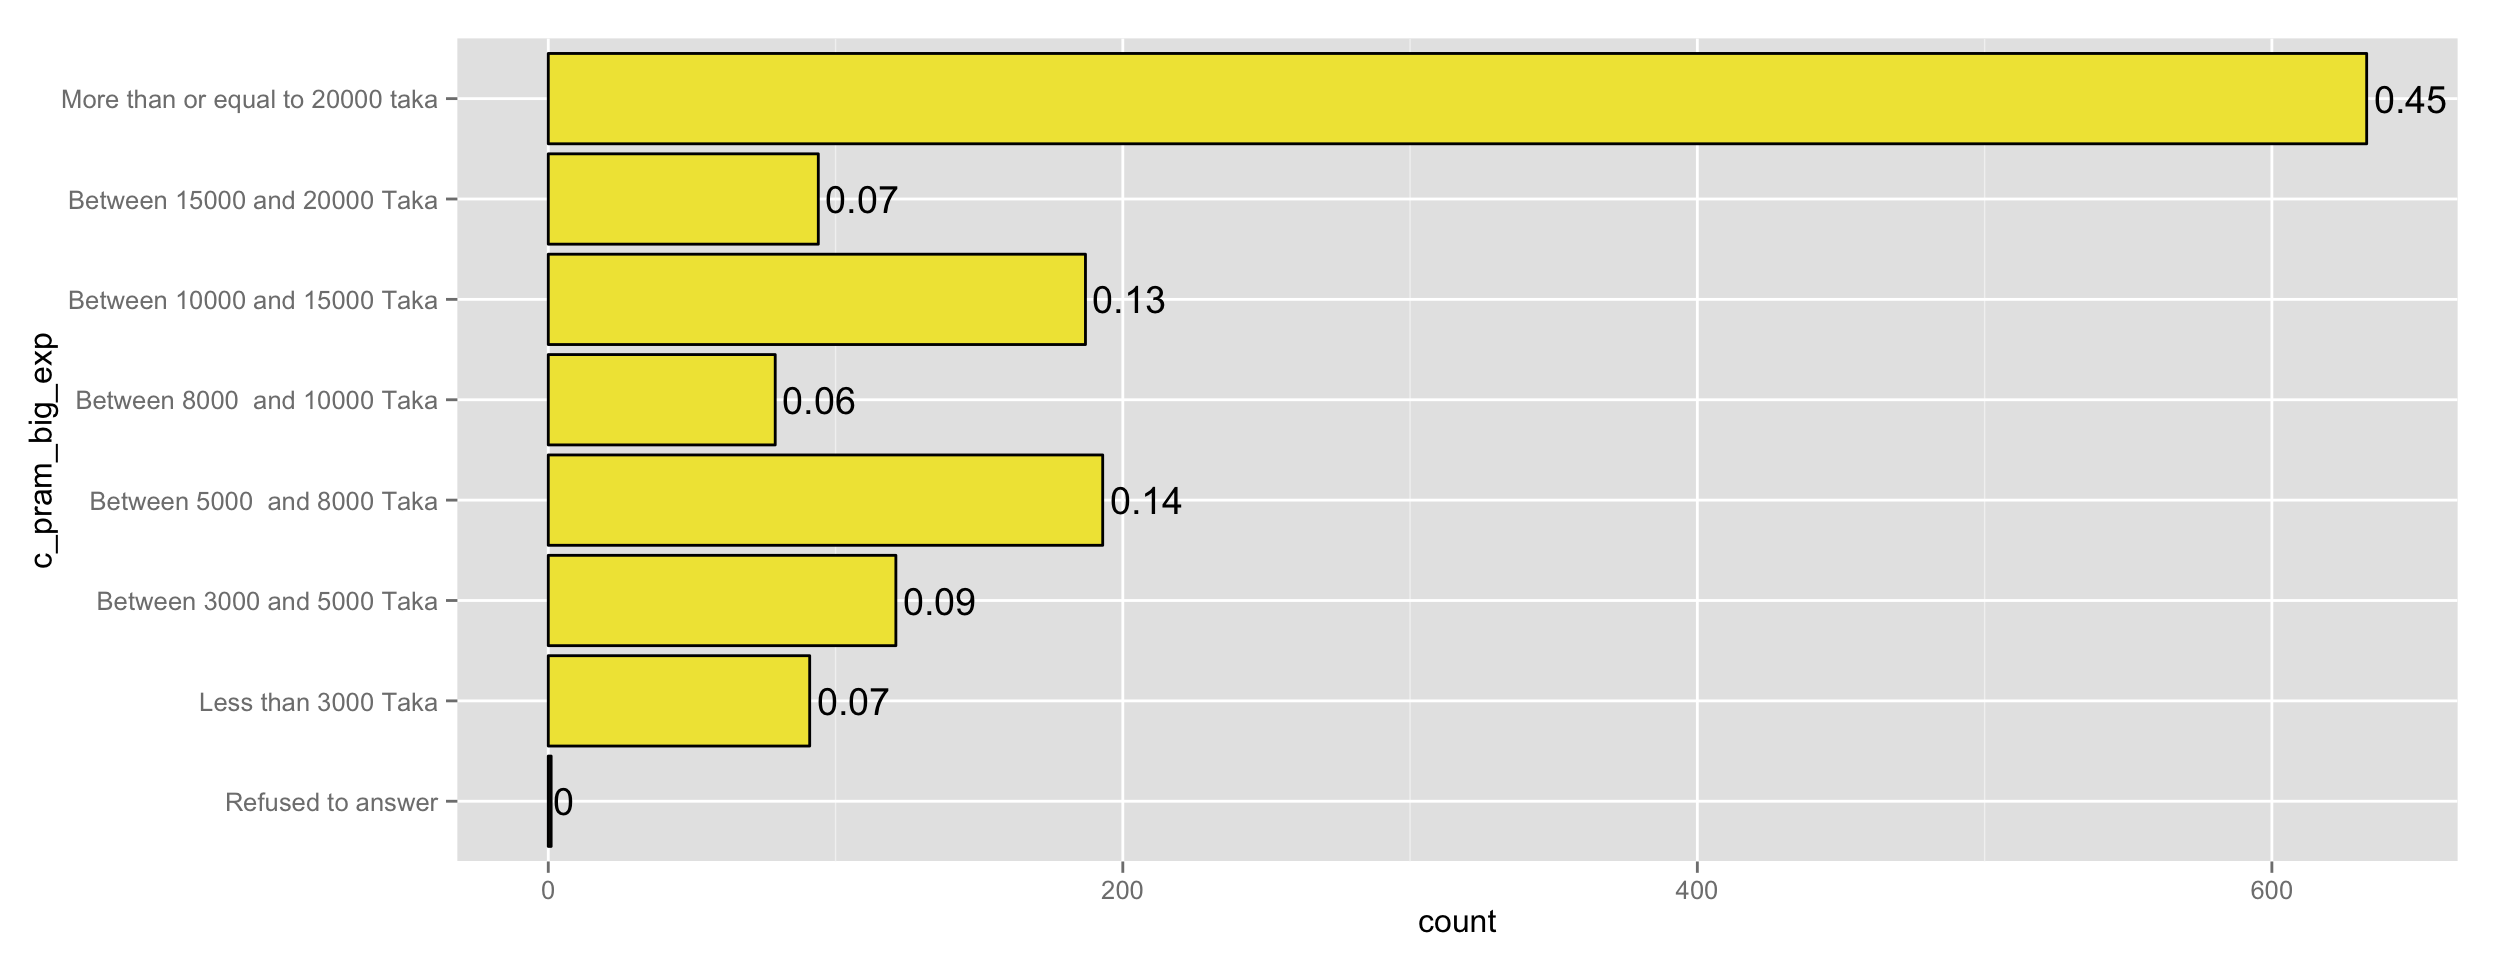 More than or equal to 20000 taka
0.45
Between 15000 and 20000 Taka
0.07
Between 10000 and 15000 Taka
0.13
Between 8000  and 10000 Taka
0.06
Between 5000  and 8000 Taka
0.14
Between 3000 and 5000 Taka
0.09
Less than 3000 Taka
0.07
Refused to answer
0
c_pram_big_exp
0 200 400 600
count